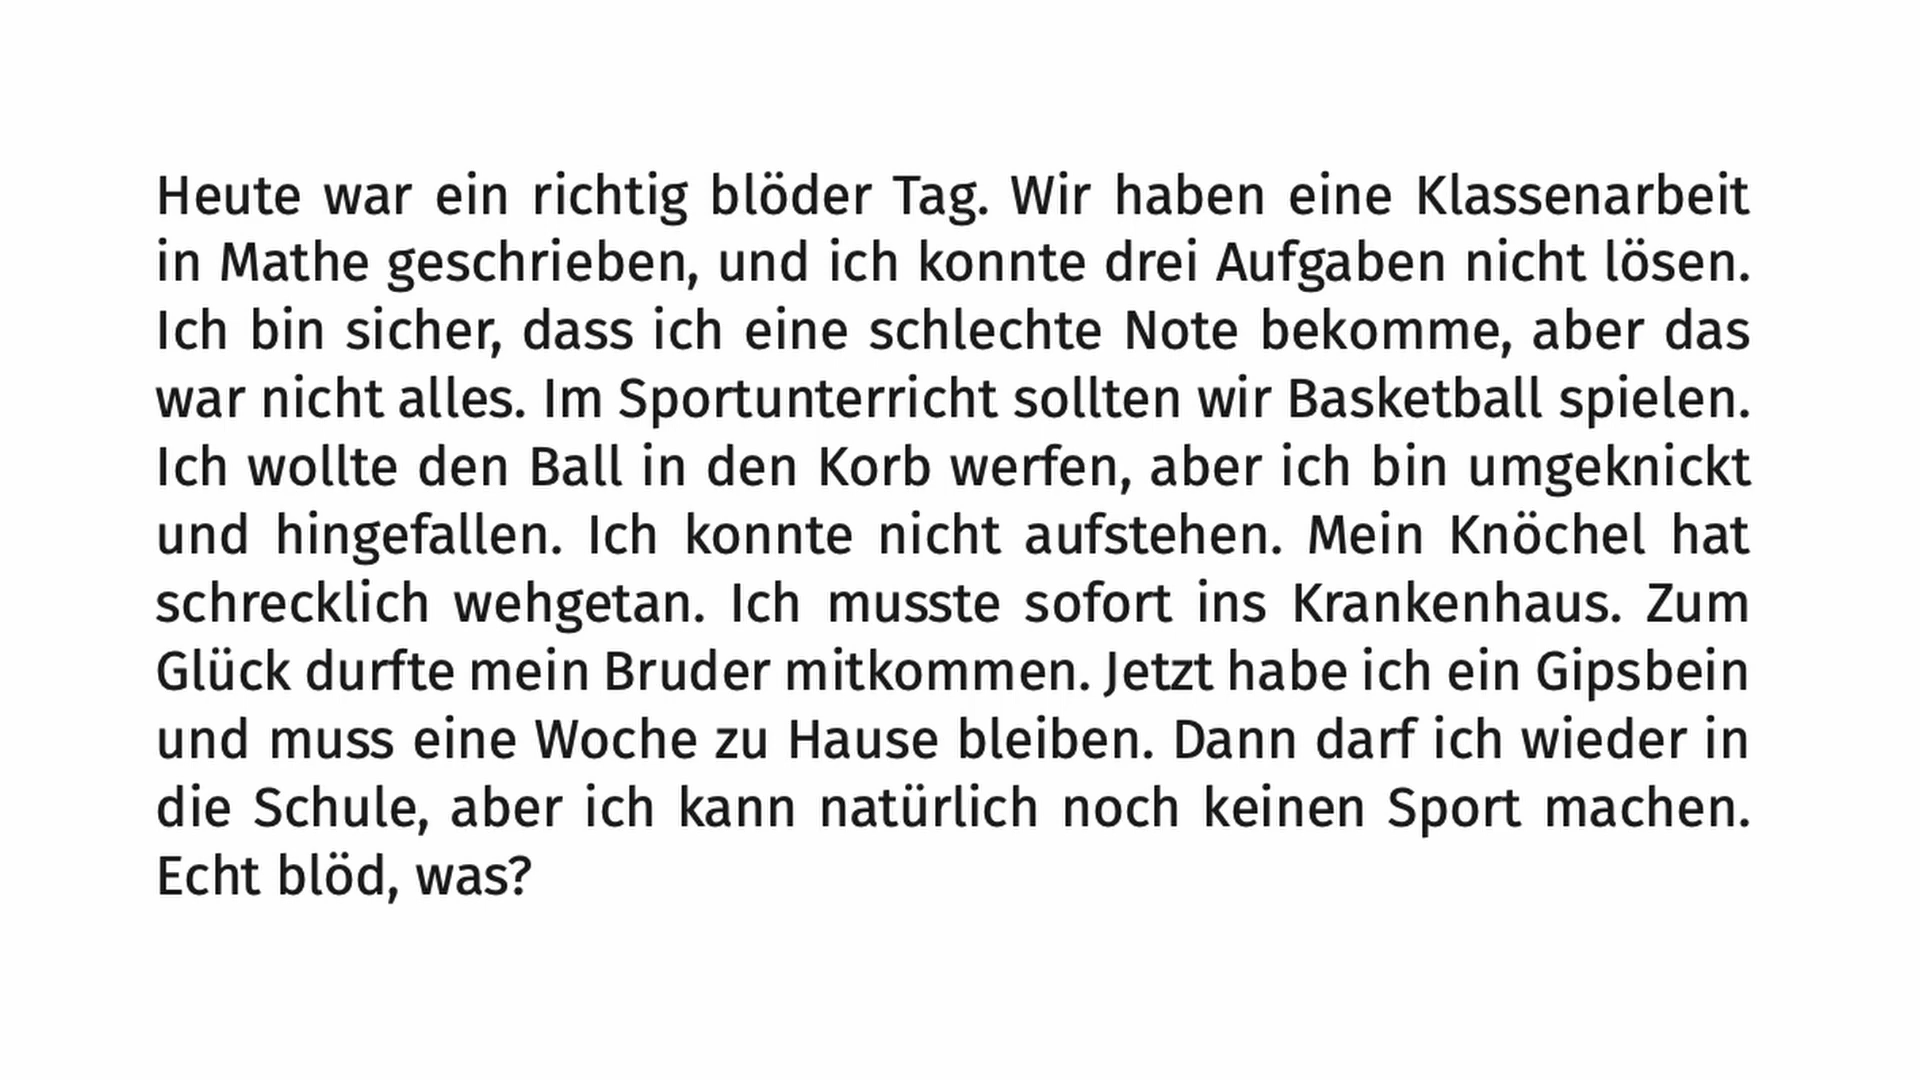 Heute war ein richtig blöder Tag. Wir haben eine Klassenarbeit
in Mathe geschrieben, und ich konnte drei Aufgaben nicht lösen.
Ich bin sicher, dass ich eine schlechte Note bekomme, aber das
war nicht alles. Im Sportunterricht sollten wir Basketball spielen.
Ich wollte den Ball in den Korb werfen, aber ich bin umgeknickt
und hingefallen. Ich konnte nicht aufstehen. Mein Knöchel hat
schrecklich wehgetan. Ich musste sofort ins Krankenhaus. Zum
Glück durfte mein Bruder mitkommen. Jetzt habe ich ein Gipsbein
und muss eine Woche zu Hause bleiben. Dann darf ich wieder in
die Schule, aber ich kann natürlich noch keinen Sport machen.
Echt blöd, was?